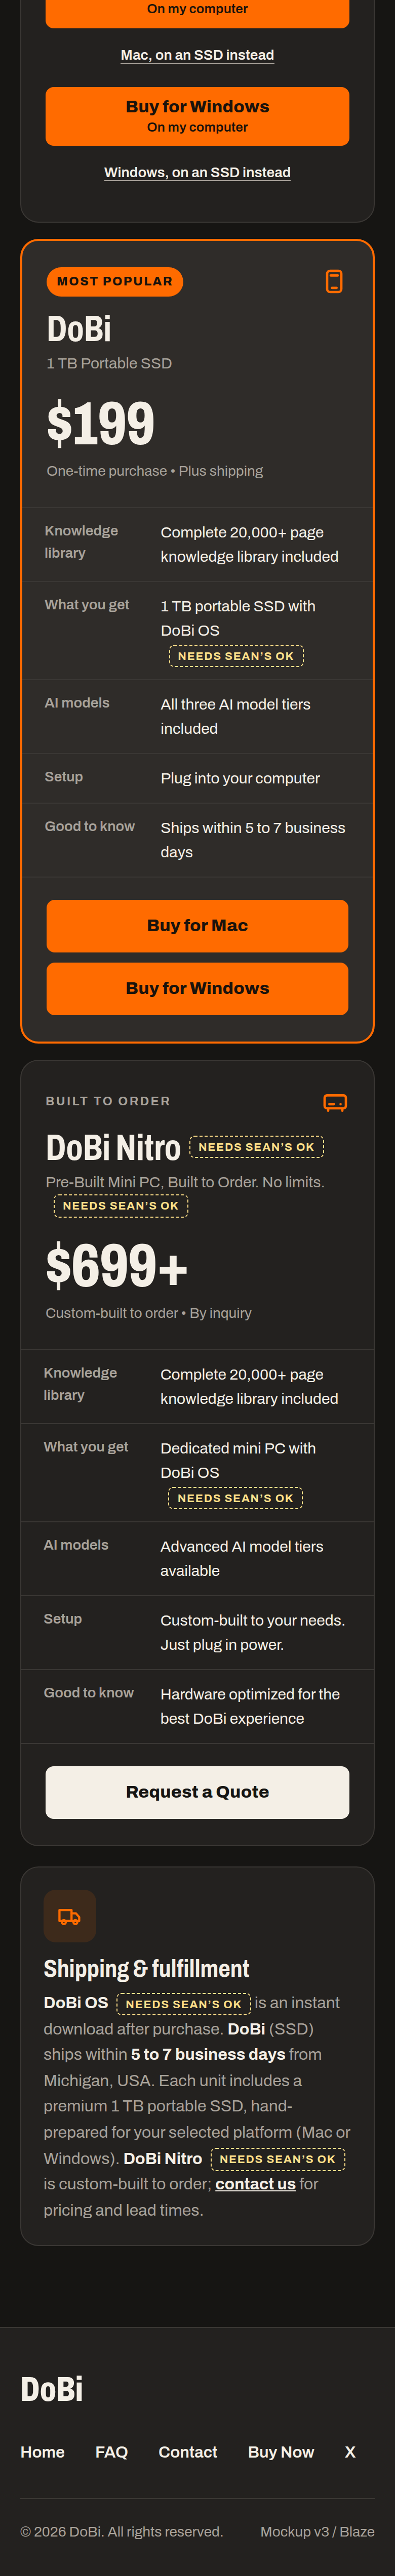 On my computer
Mac, on an SSD instead
Buy for Windows
On my computer
Windows, on an SSD instead
MOST POPULAR
DoBi
1 TB Portable SSD
$199
One-time purchase • Plus shipping
Knowledge library
Complete 20,000+ page
knowledge library included
What you get
1 TB portable SSD with
DoBi OS
NEEDS SEAN'S OK
AI models
All three AI model tiers
included
Setup
Plug into your computer
Good to know
Ships within 5 to 7 business
days
Buy for Mac
Buy for Windows
BUILT TO ORDER
DoBi Nitro NEEDS SEAN'S OK
Pre-Built Mini PC, Built to Order. No limits.
NEEDS SEAN'S OK
$699+
Custom-built to order • By inquiry
Knowledge library
Complete 20,000+ page
knowledge library included
What you get
Dedicated mini PC with
DoBi OS
NEEDS SEAN'S OK
AI models
Advanced AI model tiers
available
Setup
Custom-built to your needs.
Just plug in power.
Good to know
Hardware optimized for the
best DoBi experience
Request a Quote
Shipping & fulfillment
DoBi OS NEEDS SEAN'S OK is an instant
download after purchase. DoBi (SSD)
ships within 5 to 7 business days from
Michigan, USA. Each unit includes a
premium 1 TB portable SSD, hand-
prepared for your selected platform (Mac or
Windows). DoBi Nitro NEEDS SEAN'S OK
is custom-built to order; contact us for
pricing and lead times.
DoBi
Home FAQ Contact Buy Now X
© 2026 DoBi. All rights reserved. Mockup v3 / Blaze